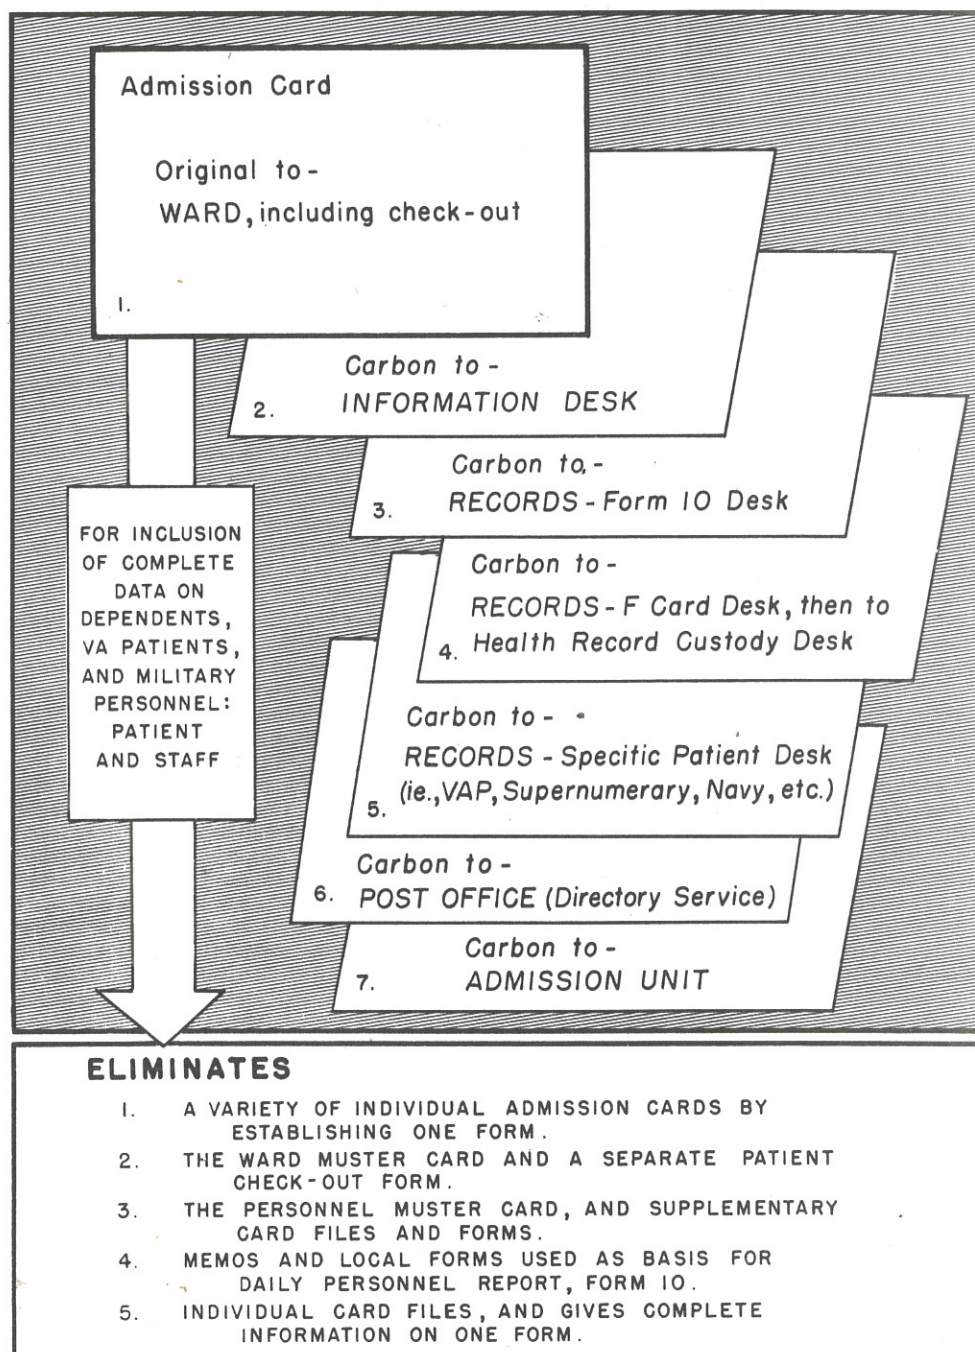 Admission Card
Original to -
WARD, including check-out
1.
Carbon to -
2. INFORMATION DESK
Carbon to, -
3. RECORDS - Form 10 Desk
Carbon to -
RECORDS - F Card Desk, then to
4. Health Record Custody Desk
Carbon to -
RECORDS - Specific Patient Desk
5. (ie., VAP, Supernumerary, Navy, etc.)
Carbon to -
6. POST OFFICE (Directory Service)
Carbon to -
7. ADMISSION UNIT
FOR INCLUSION
OF COMPLETE
DATA ON
DEPENDENTS,
VA PATIENTS,
AND MILITARY
PERSONNEL:
PATIENT
AND STAFF
ELIMINATES
1. A VARIETY OF INDIVIDUAL ADMISSION CARDS BY
ESTABLISHING ONE FORM.
2. THE WARD MUSTER CARD AND A SEPARATE PATIENT
CHECK-OUT FORM.
3. THE PERSONNEL MUSTER CARD, AND SUPPLEMENTARY
CARD FILES AND FORMS.
4. MEMOS AND LOCAL FORMS USED AS BASIS FOR
DAILY PERSONNEL REPORT, FORM 10.
5. INDIVIDUAL CARD FILES, AND GIVES COMPLETE
INFORMATION ON ONE FORM.